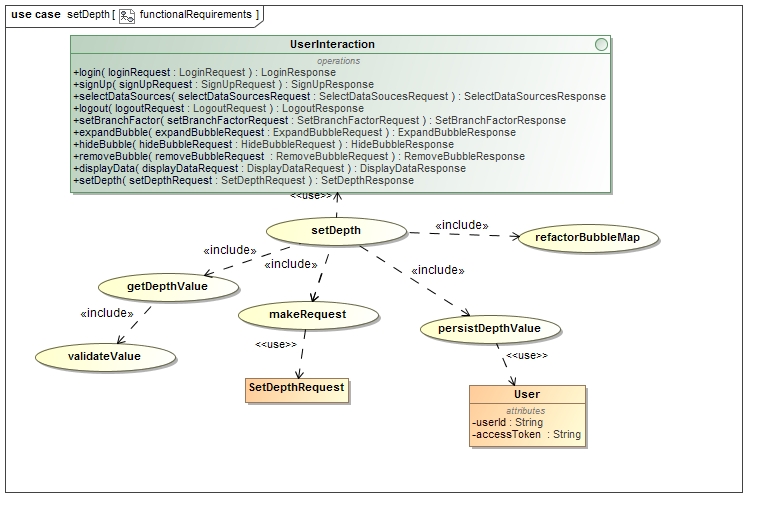 use case setDepth [ functionalRequirements ]
UserInteraction
operations
+login( loginRequest : LoginRequest ) : LoginResponse
+signUp( signUpRequest : SignUpRequest ) : SignUpResponse
+selectDataSources( selectDataSourcesRequest : SelectDataSoucesRequest ) : SelectDataSourcesResponse
+logout( logoutRequest : LogoutRequest ) : LogoutResponse
+setBranchFactor( setBranchFactorRequest : SetBranchFactorRequest ) : SetBranchFactorResponse
+expandBubble( expandBubbleRequest : ExpandBubbleRequest ) : ExpandBubbleResponse
+hideBubble( hideBubbleRequest : HideBubbleRequest ) : HideBubbleResponse
+removeBubble( removeBubbleRequest : RemoveBubbleRequest ) : RemoveBubbleResponse
+displayData( displayDataRequest : DisplayDataRequest ) : DisplayDataResponse
+setDepth( setDepthRequest : SetDepthRequest ) : SetDepthResponse
<<use>>
setDepth
«include»
refactorBubbleMap
«include»
«include»
«include»
getDepthValue
«include»
makeRequest
persistDepthValue
<<use>>
<<use>>
validateValue
SetDepthRequest
User
attributes
-userId : String
-accessToken : String